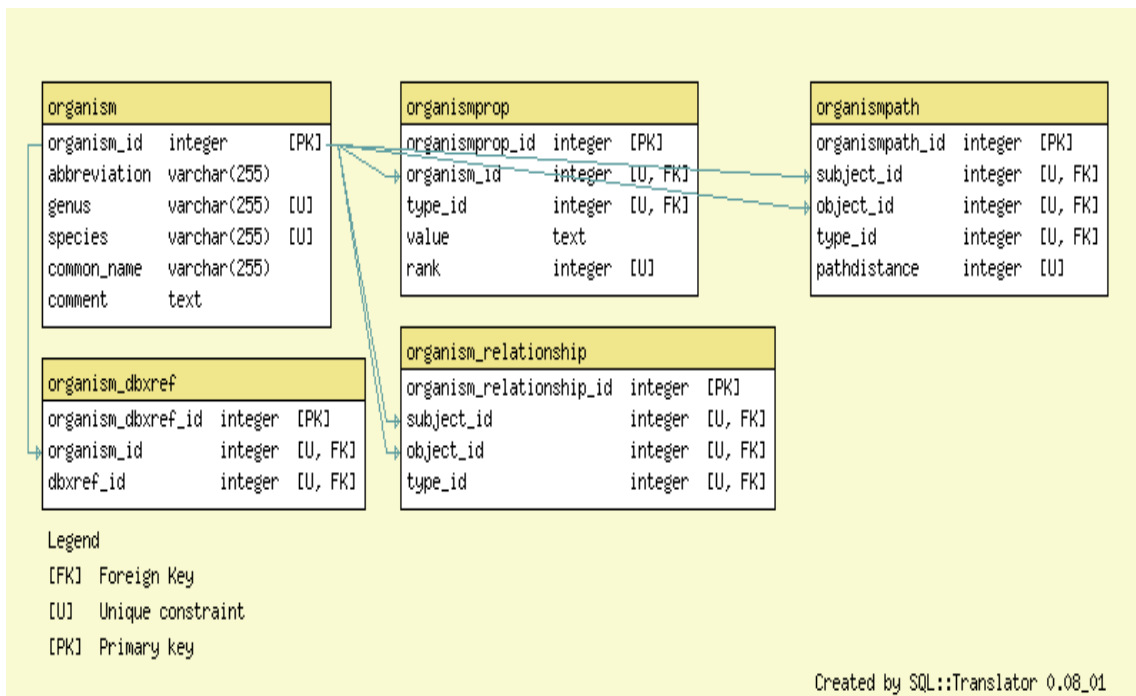 organism
organism_id integer [PK]
abbreviation varchar(255)
genus varchar(255) [U]
species varchar(255) [U]
common_name varchar(255)
comment text
organismprop
organismprop_id integer [PK]
organism_id integer [U, FK]
type_id integer [U, FK]
value text
rank integer [U]
organismpath
organismpath_id integer [PK]
subject_id integer [U, FK]
object_id integer [U, FK]
type_id integer [U, FK]
pathdistance integer [U]
organism_dbxref
organism_dbxref_id integer [PK]
organism_id integer [U, FK]
dbxref_id integer [U, FK]
organism_relationship
organism_relationship_id integer [PK]
subject_id integer [U, FK]
object_id integer [U, FK]
type_id integer [U, FK]
Legend
[FK] Foreign Key
[U] Unique constraint
[PK] Primary key
Created by SQL::Translator 0.08_01